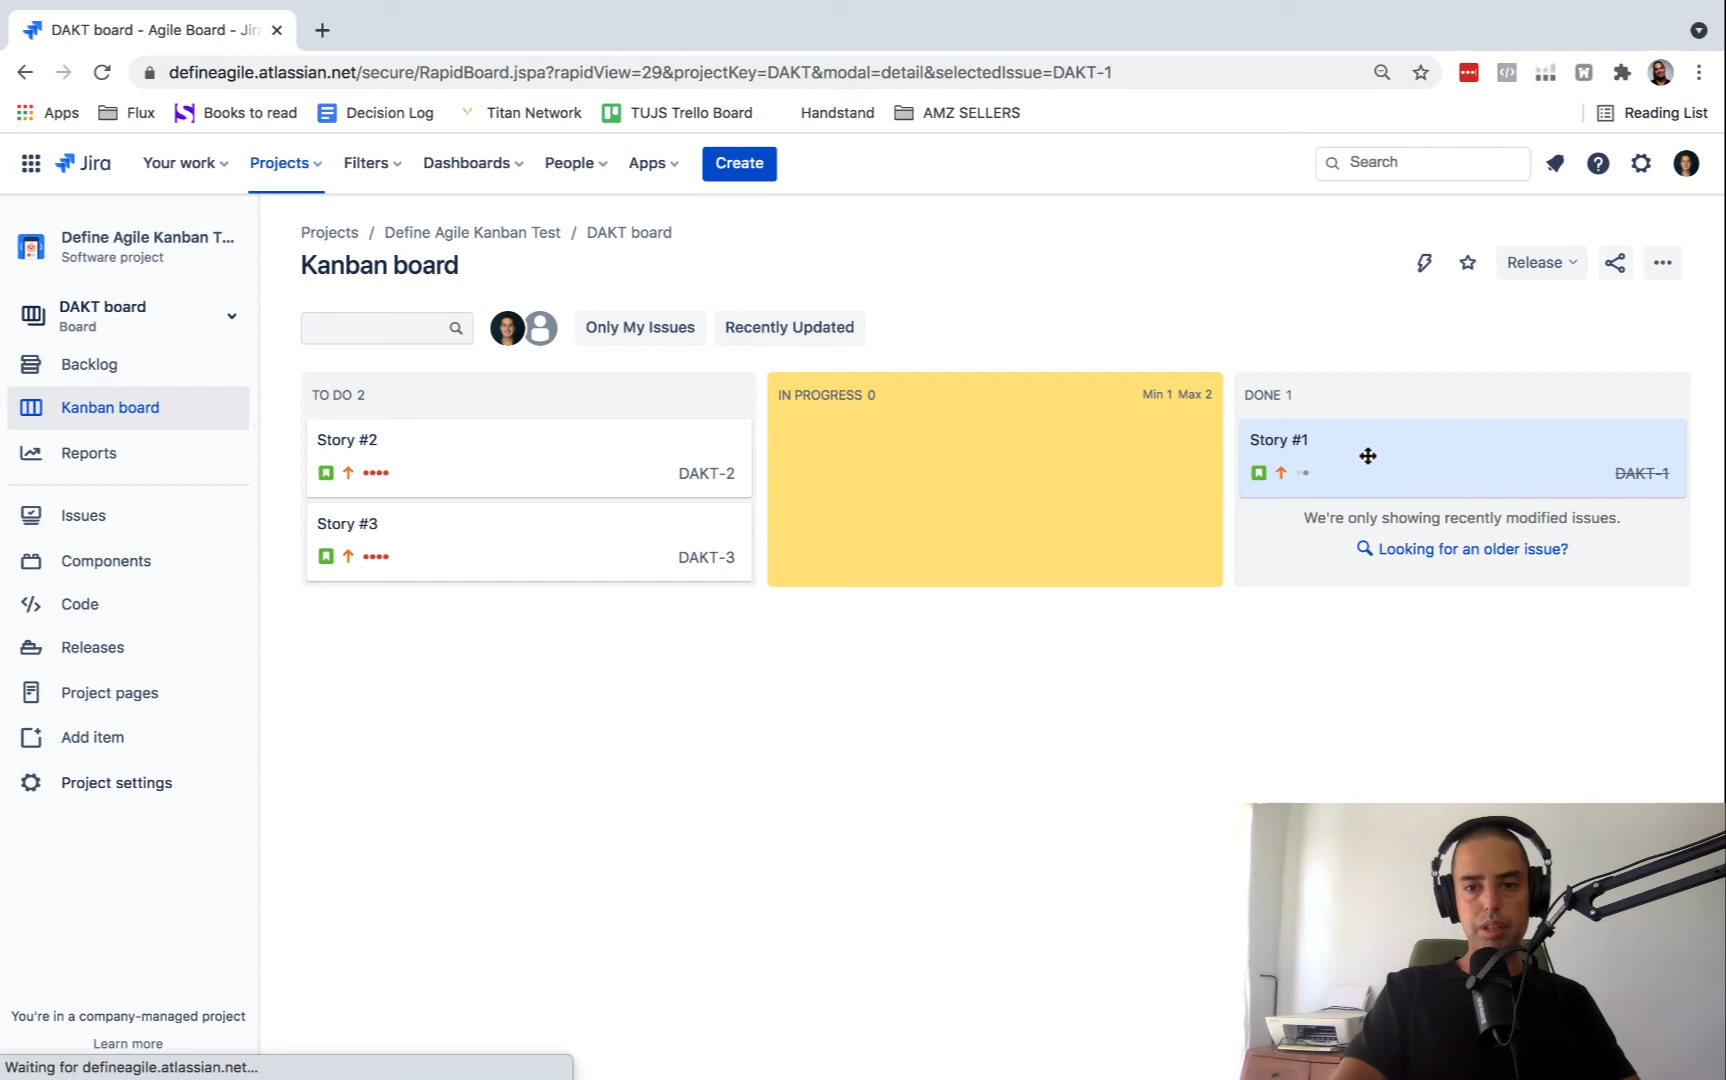 DAKT board - Agile Board - Jir
defineagile.atlassian.net/secure/RapidBoard.jspa?rapidView=29&projectKey=DAKT&modal=detail&selectedIssue=DAKT-1
Apps Flux Books to read Decision Log Titan Network TUJS Trello Board Handstand AMZ SELLERS Reading List
Jira Your work Projects Filters Dashboards People Apps Create Search
Define Agile Kanban T...
Software project
DAKT board
Board
Backlog
Kanban board
Reports
Issues
Components
Code
Releases
Project pages
Add item
Project settings
You're in a company-managed project
Learn more
Waiting for defineagile.atlassian.net...
Projects / Define Agile Kanban Test / DAKT board
Kanban board
Release
Only My Issues Recently Updated
TO DO 2
Story #2
DAKT-2
Story #3
DAKT-3
IN PROGRESS 0 Min 1 Max 2
DONE 1
Story #1
DAKT-1
We're only showing recently modified issues.
Looking for an older issue?